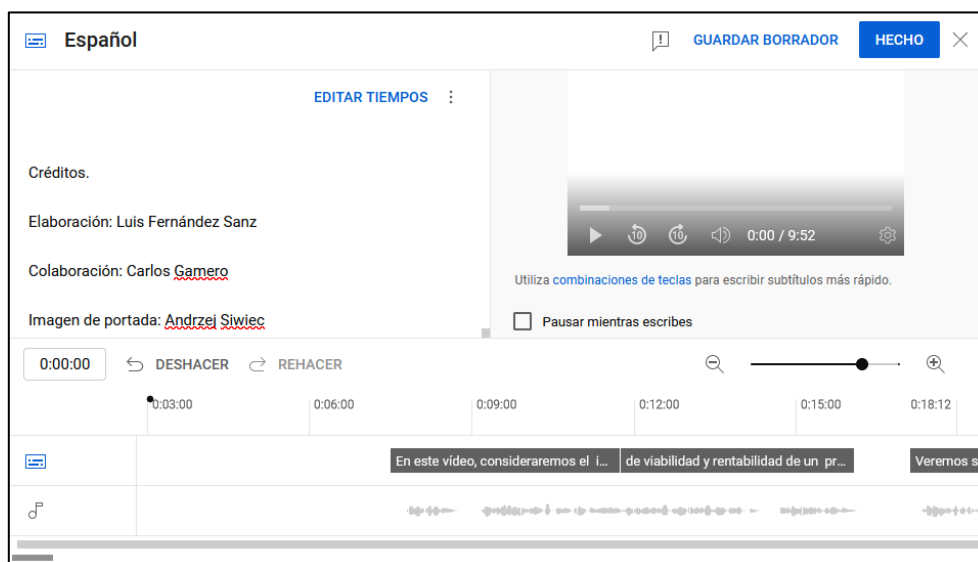 Español
GUARDAR BORRADOR
HECHO
EDITAR TIEMPOS
Créditos.
Elaboración: Luis Fernández Sanz
Colaboración: Carlos Gamero
Imagen de portada: Andrzej Siwiec
10
10
0:00 / 9:52
Utiliza combinaciones de teclas para escribir subtítulos más rápido.
Pausar mientras escribes
0:00:00
DESHACER
REHACER
0:03:00
0:06:00
0:09:00
0:12:00
0:15:00
0:18:12
En este vídeo, consideraremos el i...
de viabilidad y rentabilidad de un pr...
Veremos s